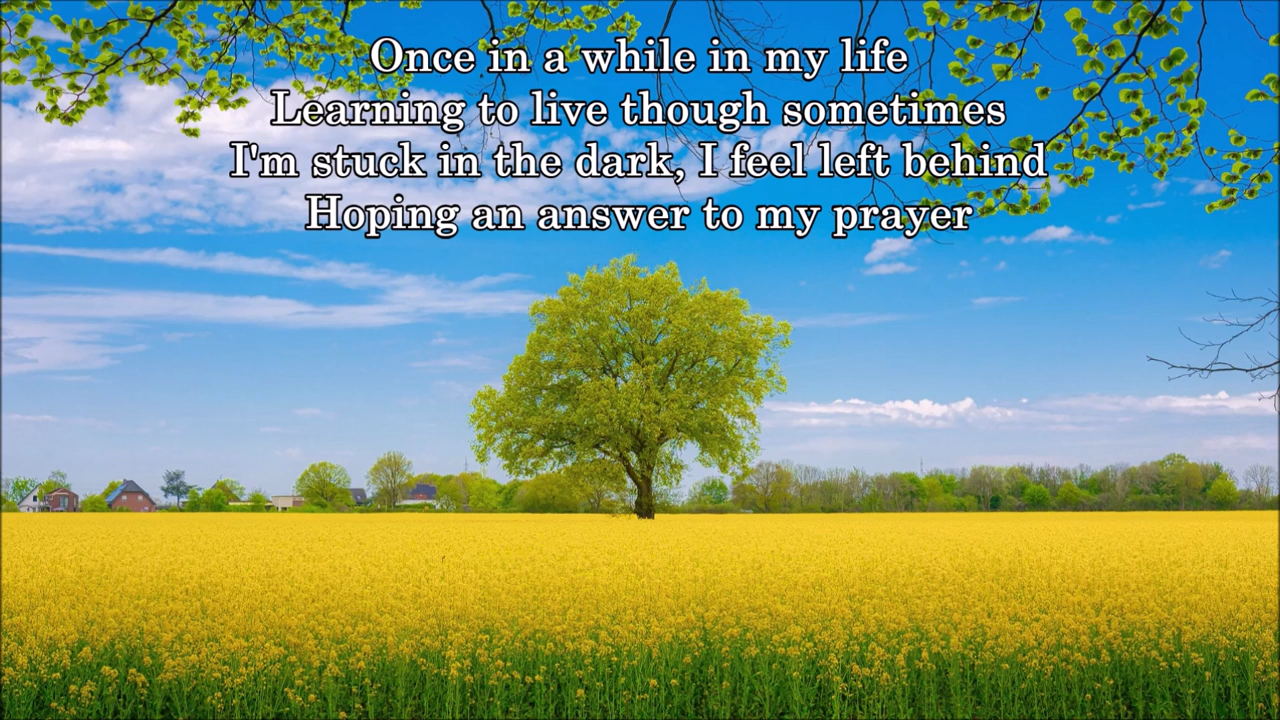 Once in a while in my life
Learning to live though sometimes
I'm stuck in the dark, I feel left behind
Hoping an answer to my prayer